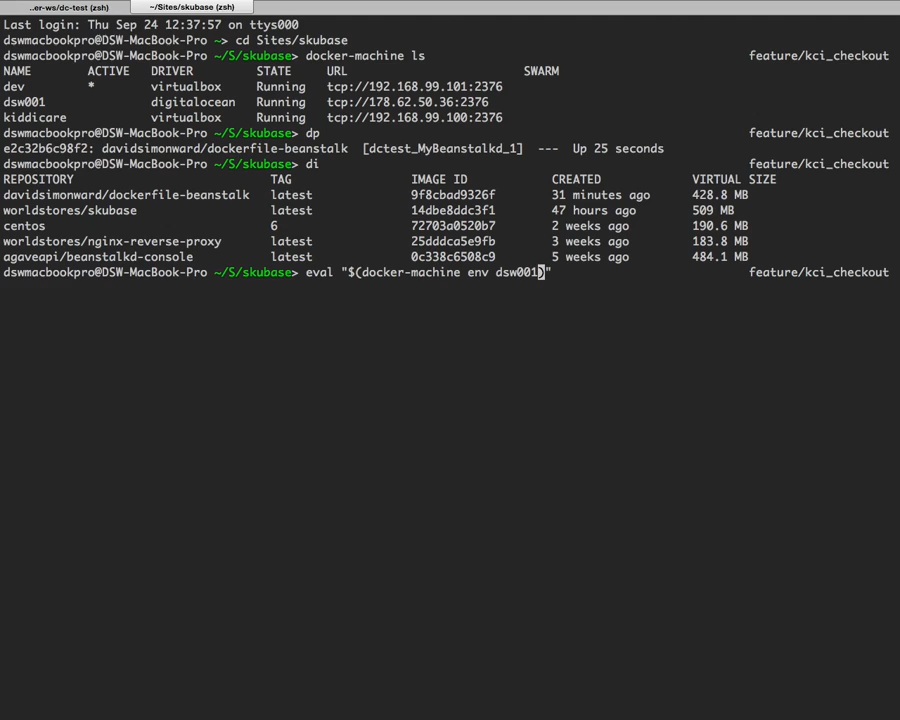 ..er-ws/dc-test (zsh) ~/Sites/skubase (zsh)
Last login: Thu Sep 24 12:37:57 on ttys000
dswmacbookpro@DSW-MacBook-Pro ~> cd Sites/skubase
dswmacbookpro@DSW-MacBook-Pro ~/S/skubase> docker-machine ls feature/kci_checkout
NAME ACTIVE DRIVER STATE URL SWARM
dev * virtualbox Running tcp://192.168.99.101:2376
dsw001 digitalocean Running tcp://178.62.50.36:2376
kiddicare virtualbox Running tcp://192.168.99.100:2376
dswmacbookpro@DSW-MacBook-Pro ~/S/skubase> dp feature/kci_checkout
e2c32b6c98f2: davidsimonward/dockerfile-beanstalk [dctest_MyBeanstalkd_1] --- Up 25 seconds
dswmacbookpro@DSW-MacBook-Pro ~/S/skubase> di feature/kci_checkout
REPOSITORY TAG IMAGE ID CREATED VIRTUAL SIZE
davidsimonward/dockerfile-beanstalk latest 9f8cbad9326f 31 minutes ago 428.8 MB
worldstores/skubase latest 14dbe8ddc3f1 47 hours ago 509 MB
centos 6 72703a0520b7 2 weeks ago 190.6 MB
worldstores/nginx-reverse-proxy latest 25dddca5e9fb 3 weeks ago 183.8 MB
agaveapi/beanstalkd-console latest 0c338c6508c9 5 weeks ago 484.1 MB
dswmacbookpro@DSW-MacBook-Pro ~/S/skubase> eval "$(docker-machine env dsw001)" feature/kci_checkout